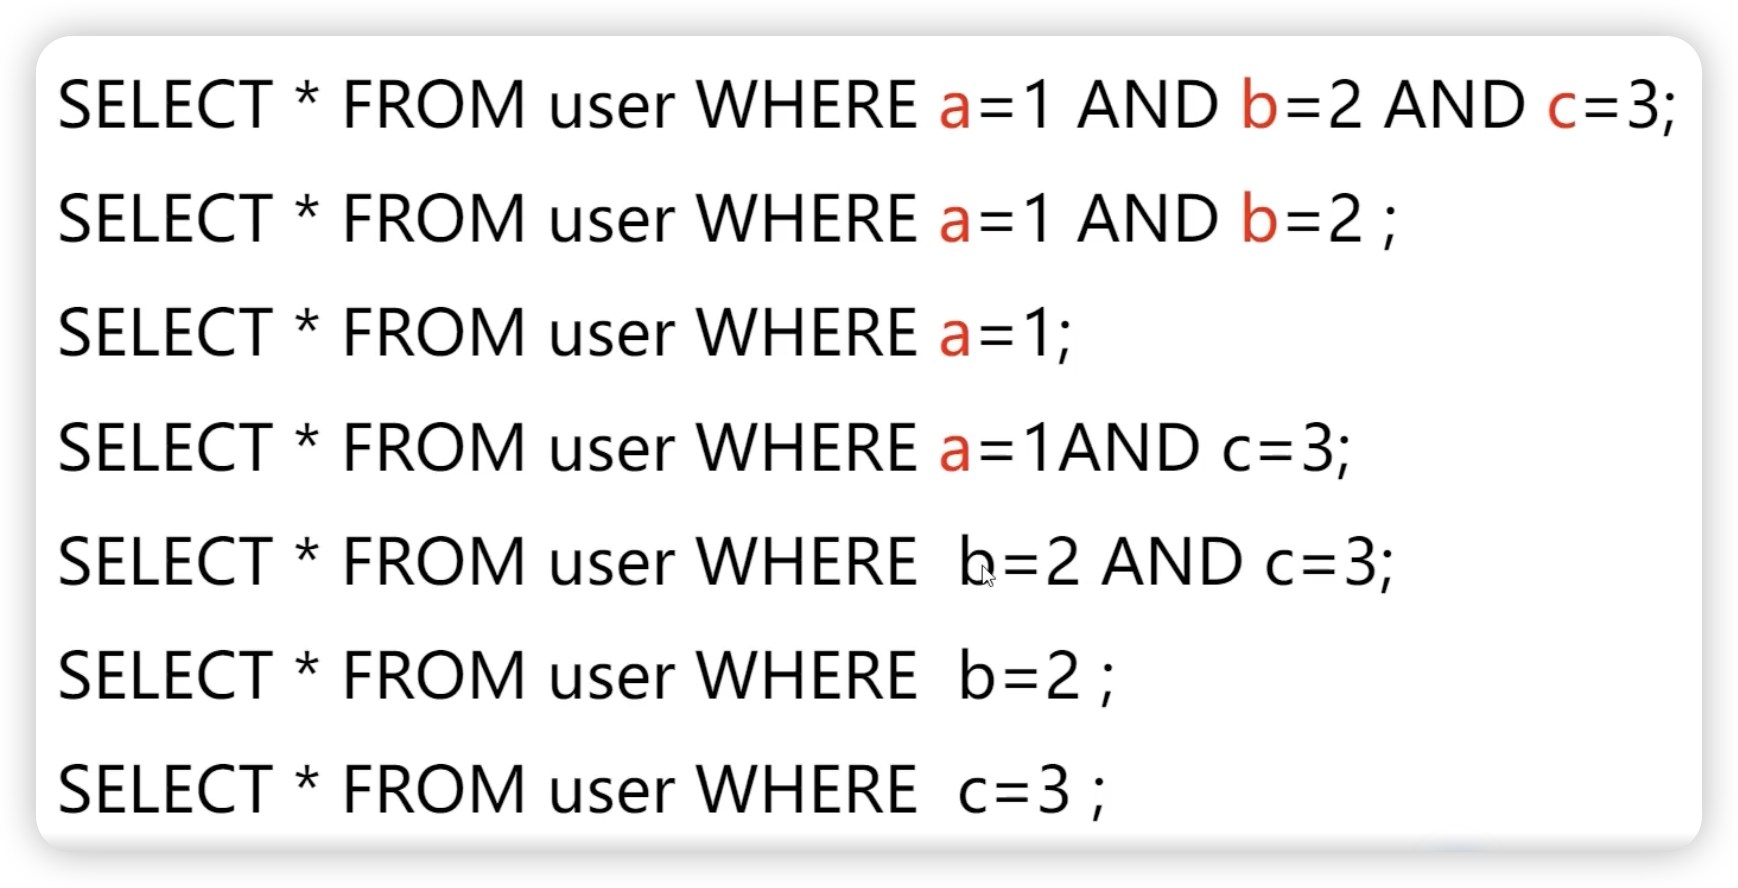 SELECT * FROM user WHERE a=1 AND b=2 AND c=3;
SELECT * FROM user WHERE a=1 AND b=2 ;
SELECT * FROM user WHERE a=1;
SELECT * FROM user WHERE a=1AND c=3;
SELECT * FROM user WHERE  b=2 AND c=3;
SELECT * FROM user WHERE  b=2 ;
SELECT * FROM user WHERE  c=3 ;